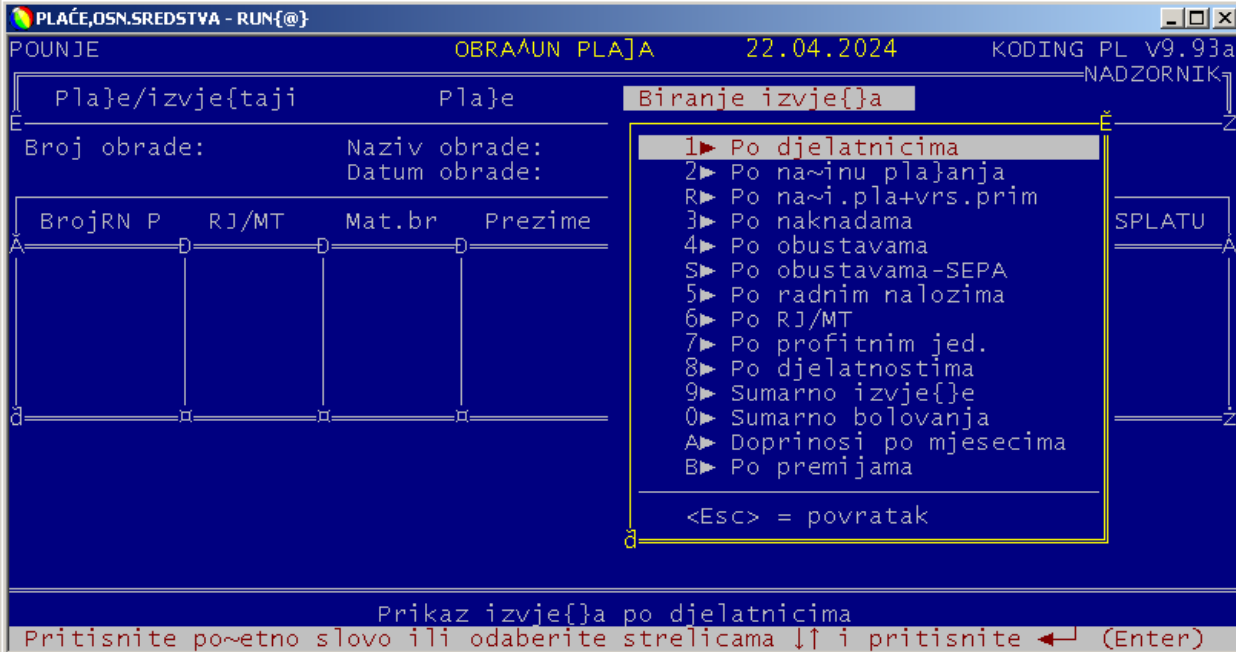 PLAĆE,OSN.SREDSTVA - RUN{@}
POUNJE OBRA^UN PLA]A 22.04.2024 KODING PL V9.93a
NADZORNIK
Pla}e/izvje{taji Pla}e Biranje izvje{}a
Broj obrade: Naziv obrade:
Datum obrade:
BrojRN P RJ/MT Mat.br Prezime SPLATU
1► Po djelatnicima
2► Po na~inu pla}anja
R► Po na~i.pla+vrs.prim
3► Po naknadama
4► Po obustavama
S► Po obustavama-SEPA
5► Po radnim nalozima
6► Po RJ/MT
7► Po profitnim jed.
8► Po djelatnostima
9► Sumarno izvje{}e
0► Sumarno bolovanja
A► Doprinosi po mjesecima
B► Po premijama
<Esc> = povratak
Prikaz izvje{}a po djelatnicima
Pritisnite po~etno slovo ili odaberite strelicama ↓↑ i pritisnite ◄┘ (Enter)